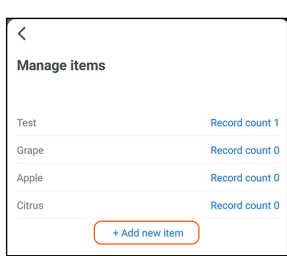 Manage items
Test Record count 1
Grape Record count 0
Apple Record count 0
Citrus Record count 0
+ Add new item